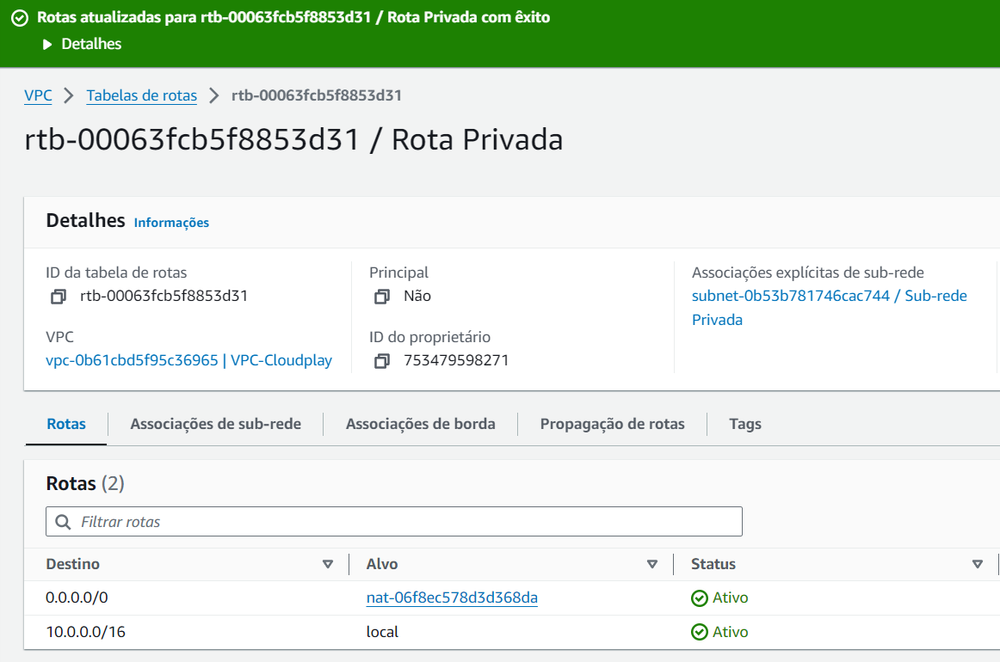 Rotas atualizadas para rtb-00063fcb5f8853d31 / Rota Privada com êxito
Detalhes
VPC > Tabelas de rotas > rtb-00063fcb5f8853d31
rtb-00063fcb5f8853d31 / Rota Privada
Detalhes Informações
ID da tabela de rotas
rtb-00063fcb5f8853d31
Principal
Não
Associações explícitas de sub-rede
subnet-0b53b781746cac744 / Sub-rede
Privada
VPC
vpc-0b61cbd5f95c36965 | VPC-Cloudplay
ID do proprietário
753479598271
Rotas Associações de sub-rede Associações de borda Propagação de rotas Tags
Rotas (2)
Filtrar rotas
Destino Alvo Status
0.0.0.0/0 nat-06f8ec578d3d368da Ativo
10.0.0.0/16 local Ativo